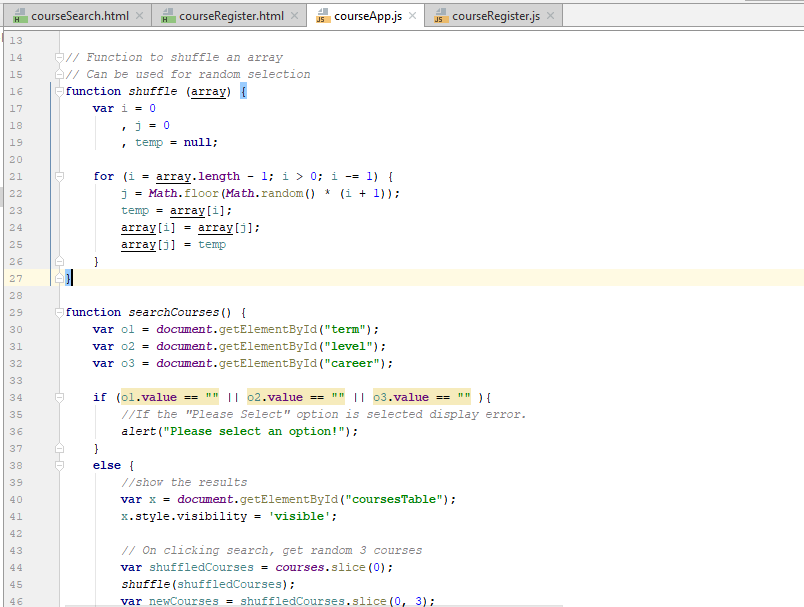 courseSearch.html courseRegister.html courseApp.js courseRegister.js
13
14 // Function to shuffle an array
15 // Can be used for random selection
16 function shuffle (array) {
17 var i = 0
18 , j = 0
19 , temp = null;
20
21 for (i = array.length - 1; i > 0; i -= 1) {
22 j = Math.floor(Math.random() * (i + 1));
23 temp = array[i];
24 array[i] = array[j];
25 array[j] = temp
26 }
27 }
28
29 function searchCourses() {
30 var o1 = document.getElementById("term");
31 var o2 = document.getElementById("level");
32 var o3 = document.getElementById("career");
33
34 if (o1.value == "" || o2.value == "" || o3.value == "" ){
35 //If the "Please Select" option is selected display error.
36 alert("Please select an option!");
37 }
38 else {
39 //show the results
40 var x = document.getElementById("coursesTable");
41 x.style.visibility = 'visible';
42
43 // On clicking search, get random 3 courses
44 var shuffledCourses = courses.slice(0);
45 shuffle(shuffledCourses);
46 var newCourses = shuffledCourses.slice(0, 3);